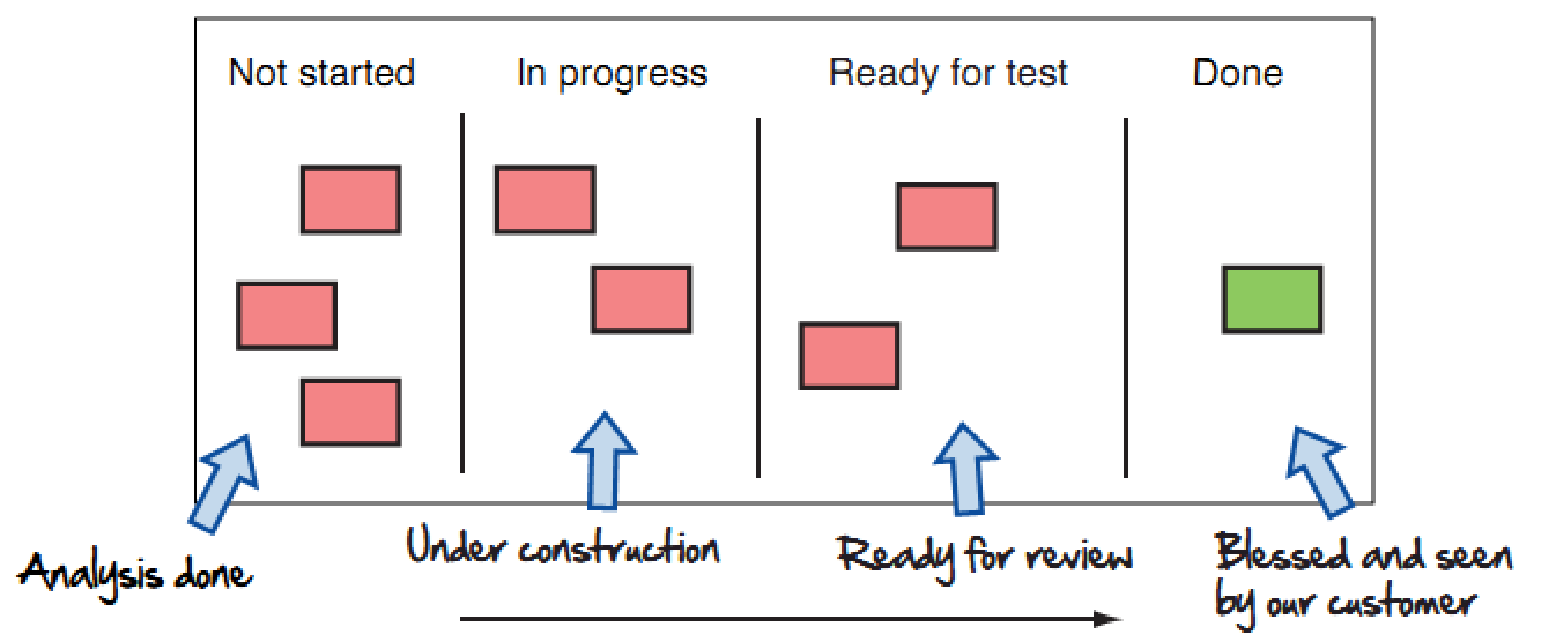 Not started
In progress
Ready for test
Done
Analysis done
Under construction
Ready for review
Blessed and seen
by our customer